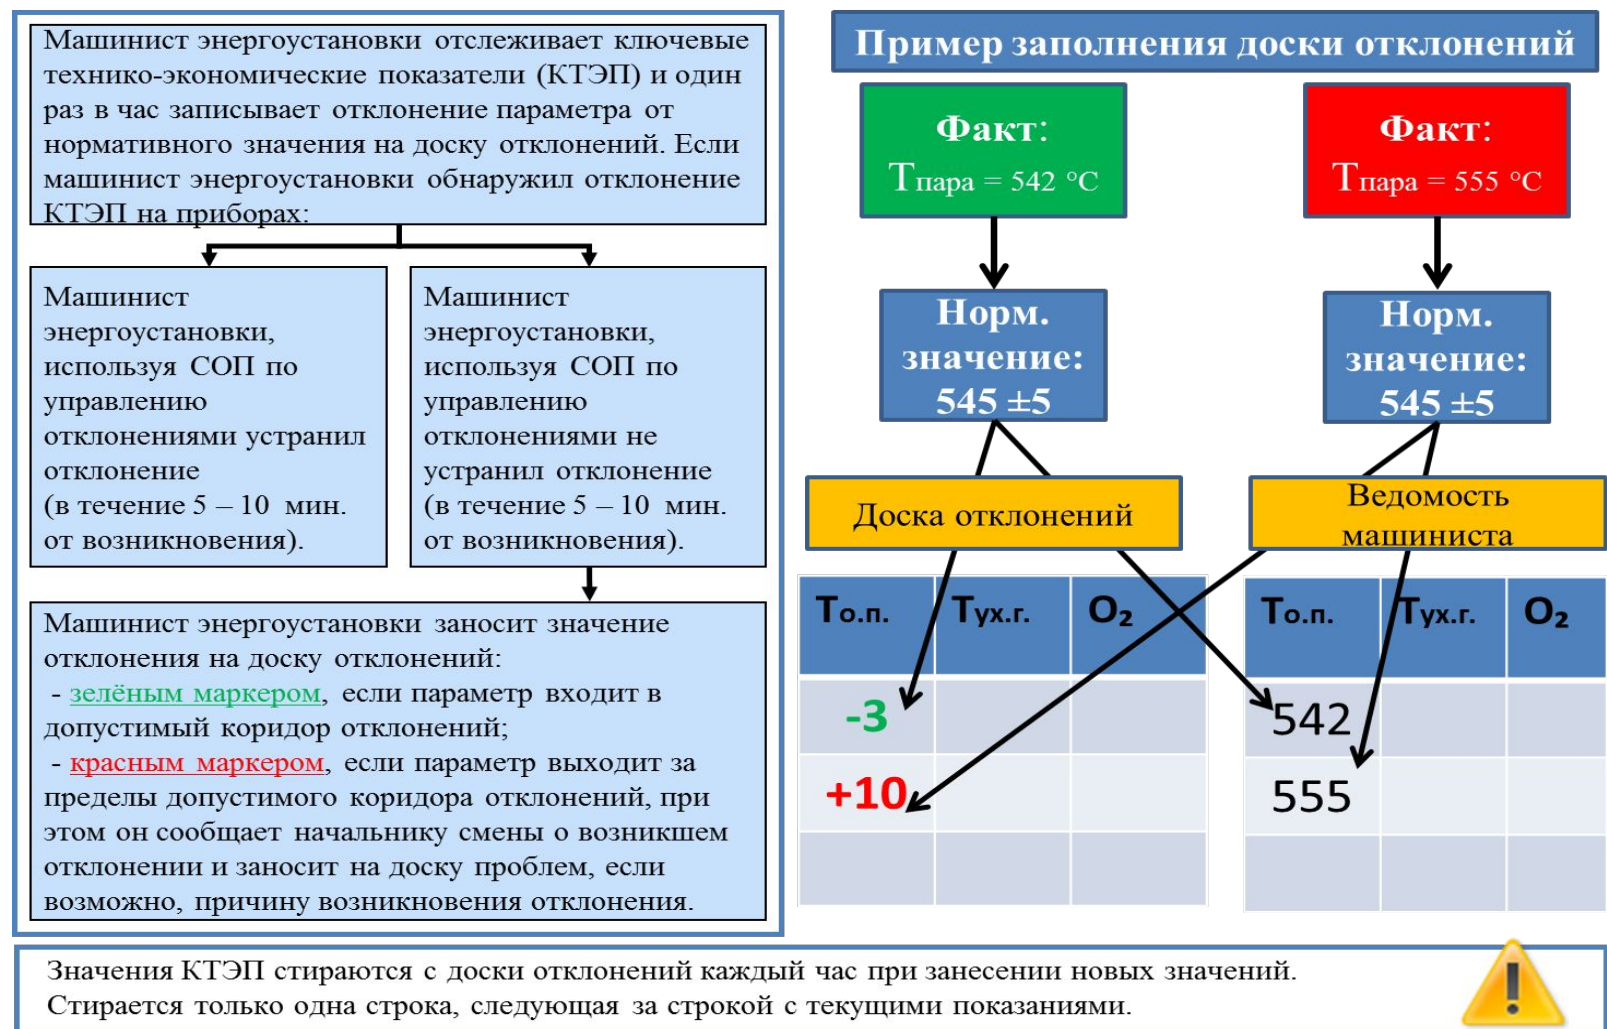 Машинист энергоустановки отслеживает ключевые
технико-экономические показатели (КТЭП) и один
раз в час записывает отклонение параметра от
нормативного значения на доску отклонений. Если
машинист энергоустановки обнаружил отклонение
КТЭП на приборах:
Машинист
энергоустановки,
используя СОП по
управлению
отклонениями устранил
отклонение
(в течение 5 – 10 мин.
от возникновения).
Машинист
энергоустановки,
используя СОП по
управлению
отклонениями не
устранил отклонение
(в течение 5 – 10 мин.
от возникновения).
Машинист энергоустановки заносит значение
отклонения на доску отклонений:
- зелёным маркером, если параметр входит в
допустимый коридор отклонений;
- красным маркером, если параметр выходит за
пределы допустимого коридора отклонений, при
этом он сообщает начальнику смены о возникшем
отклонении и заносит на доску проблем, если
возможно, причину возникновения отклонения.
Пример заполнения доски отклонений
Факт:
Тпара = 542 °С
Факт:
Тпара = 555 °С
Норм.
значение:
545 ±5
Норм.
значение:
545 ±5
Доска отклонений
Ведомость
машиниста
То.п. Тух.г. О₂
-3
+10
То.п. Тух.г. О₂
542
555
Значения КТЭП стираются с доски отклонений каждый час при занесении новых значений.
Стирается только одна строка, следующая за строкой с текущими показаниями.